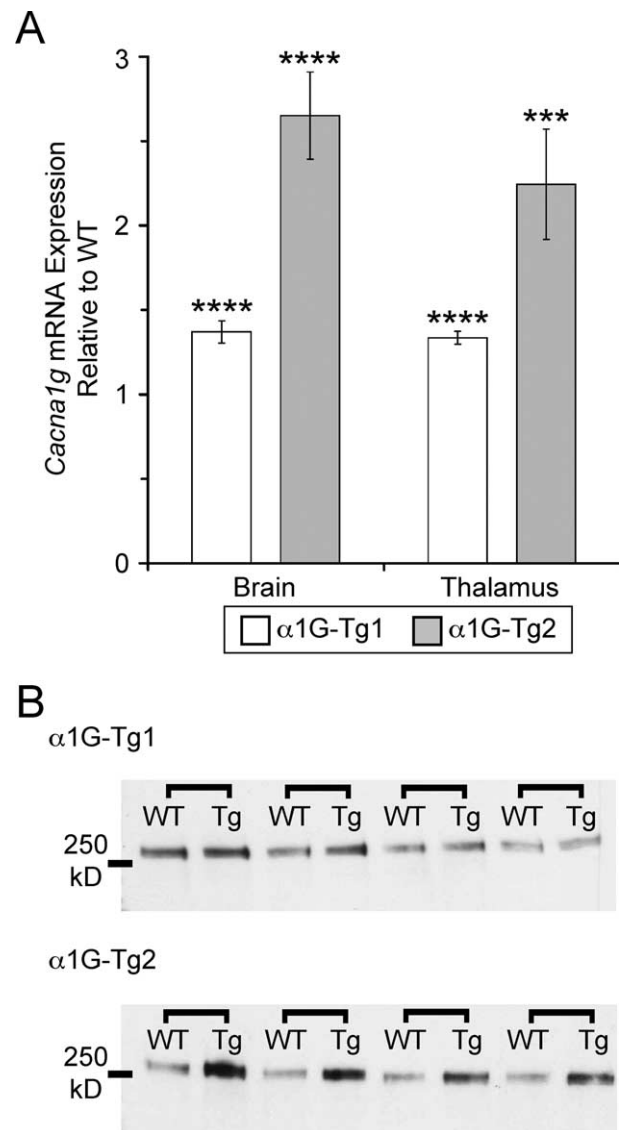 A
3
2
1
0
Cacna1g mRNA Expression
Relative to WT
****
****
****
***
Brain Thalamus
α1G-Tg1 α1G-Tg2
B
α1G-Tg1
WT Tg WT Tg WT Tg WT Tg
250
kD
α1G-Tg2
WT Tg WT Tg WT Tg WT Tg
250
kD